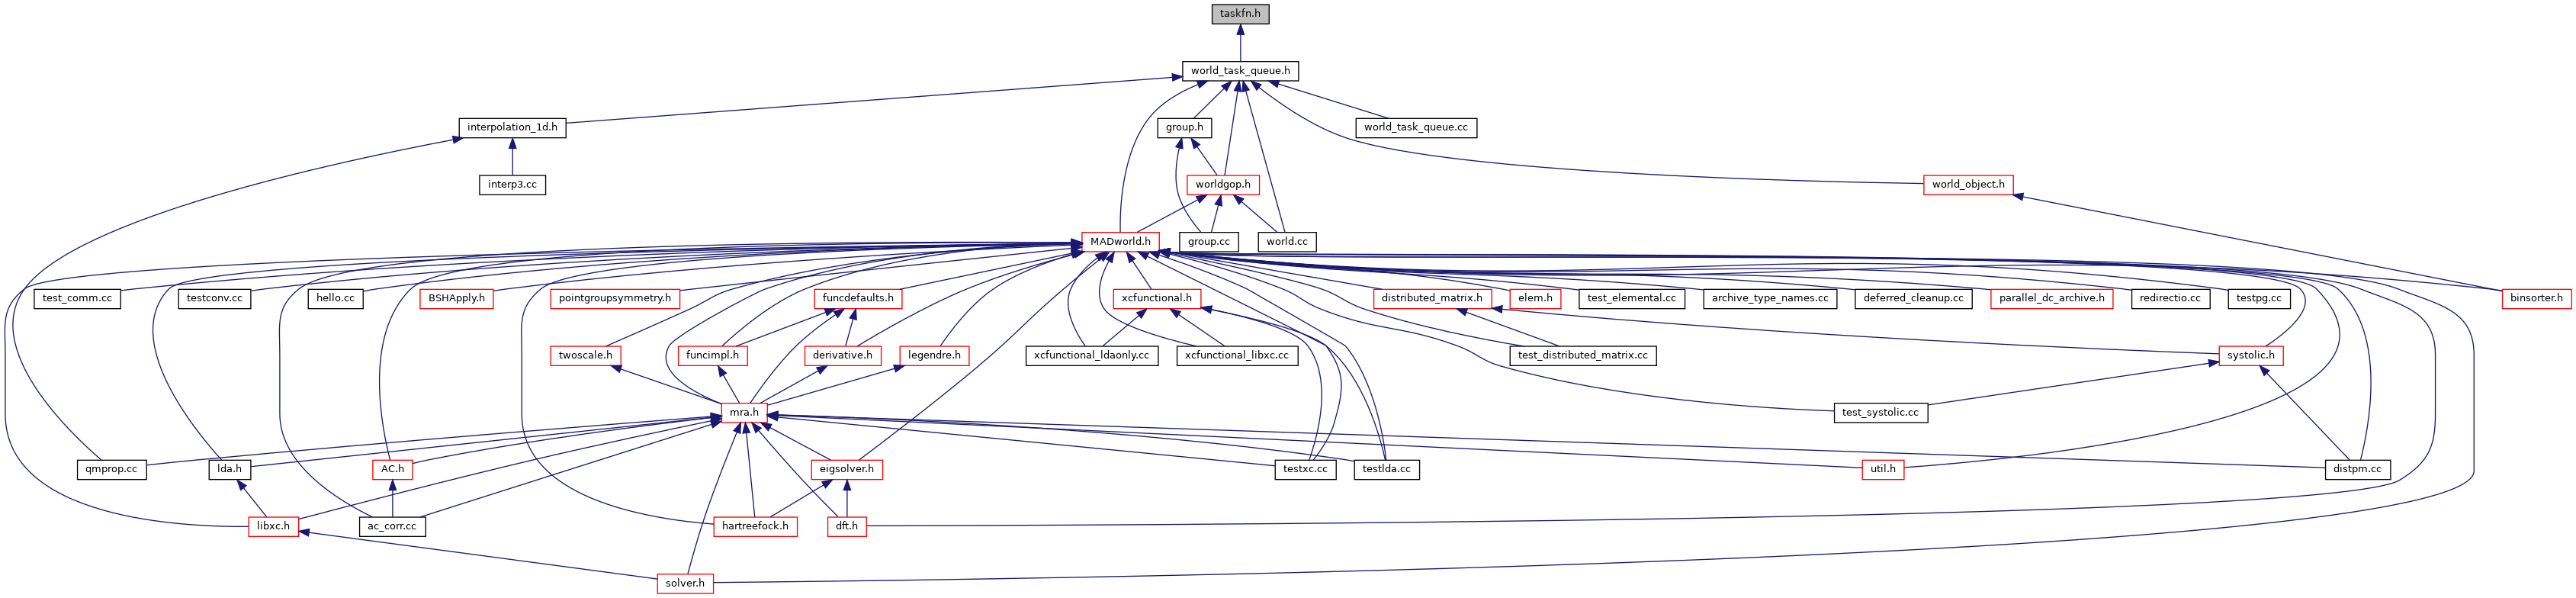 taskfn.h
world_task_queue.h
interpolation_1d.h
group.h
world_task_queue.cc
interp3.cc
worldgop.h
world_object.h
MADworld.h
group.cc
world.cc
test_comm.cc
testconv.cc
hello.cc
BSHApply.h
pointgroupsymmetry.h
funcdefaults.h
xcfunctional.h
distributed_matrix.h
elem.h
test_elemental.cc
archive_type_names.cc
deferred_cleanup.cc
parallel_dc_archive.h
redirectio.cc
testpg.cc
binsorter.h
twoscale.h
funcimpl.h
derivative.h
legendre.h
xcfunctional_ldaonly.cc
xcfunctional_libxc.cc
test_distributed_matrix.cc
systolic.h
mra.h
test_systolic.cc
qmprop.cc
lda.h
AC.h
eigsolver.h
testxc.cc
testlda.cc
util.h
distpm.cc
libxc.h
ac_corr.cc
hartreefock.h
dft.h
solver.h